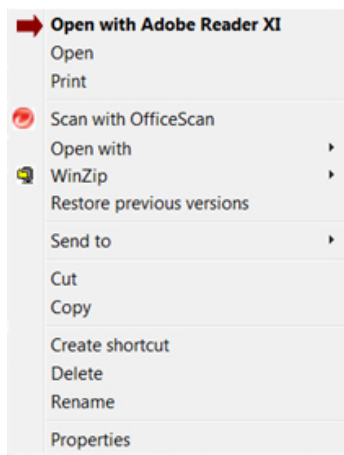 Open with Adobe Reader XI
Open
Print
Scan with OfficeScan
Open with
WinZip
Restore previous versions
Send to
Cut
Copy
Create shortcut
Delete
Rename
Properties